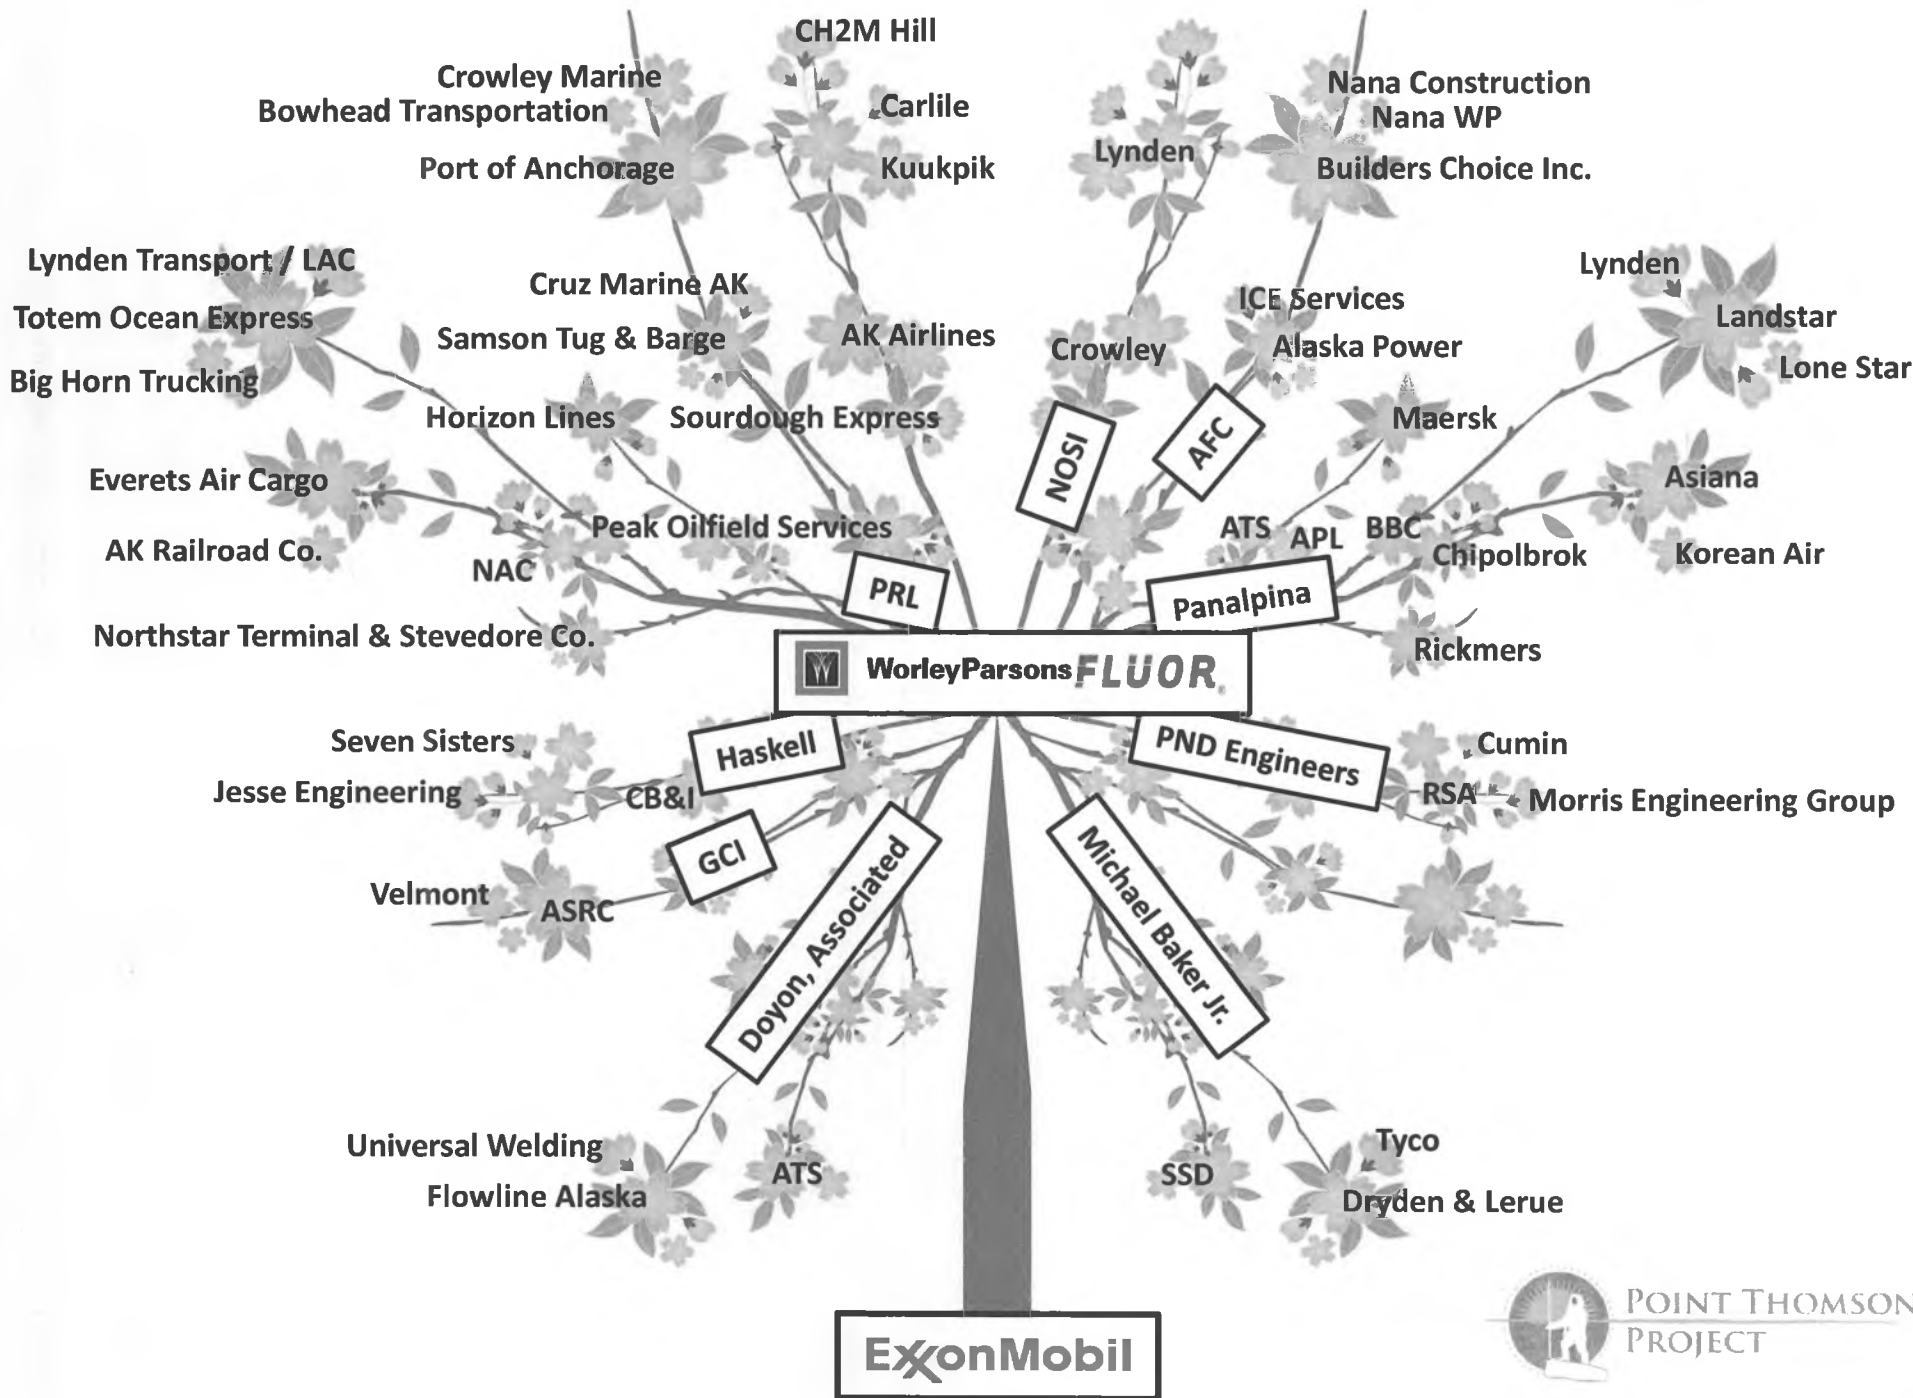 CH2M Hill
Crowley Marine
Bowhead Transportation
Carlile
Port of Anchorage
Kuukpik
Lynden
Nana Construction
Nana WP
Builders Choice Inc.
Lynden Transport / LAC
Totem Ocean Express
Big Horn Trucking
Cruz Marine AK
Samson Tug & Barge
AK Airlines
Crowley
ICE Services
Alaska Power
Lynden
Landstar
Lone Star
Horizon Lines
Sourdough Express
NOSI
AFC
Maersk
Everets Air Cargo
AK Railroad Co.
NAC
Peak Oilfield Services
ATS
APL
BBC
Chipolbrok
Asiana
Korean Air
PRL
Panalpina
Northstar Terminal & Stevedore Co.
Rickmers
WorleyParsons FLUOR®
Seven Sisters
Jesse Engineering
CB&I
Haskell
PND Engineers
Cumin
RSA
Morris Engineering Group
GCI
Velmont
ASRC
Doyon, Associated
Michael Baker Jr.
Universal Welding
Flowline Alaska
ATS
SSD
Tyco
Dryden & Lerue
ExxonMobil
POINT THOMSON
PROJECT